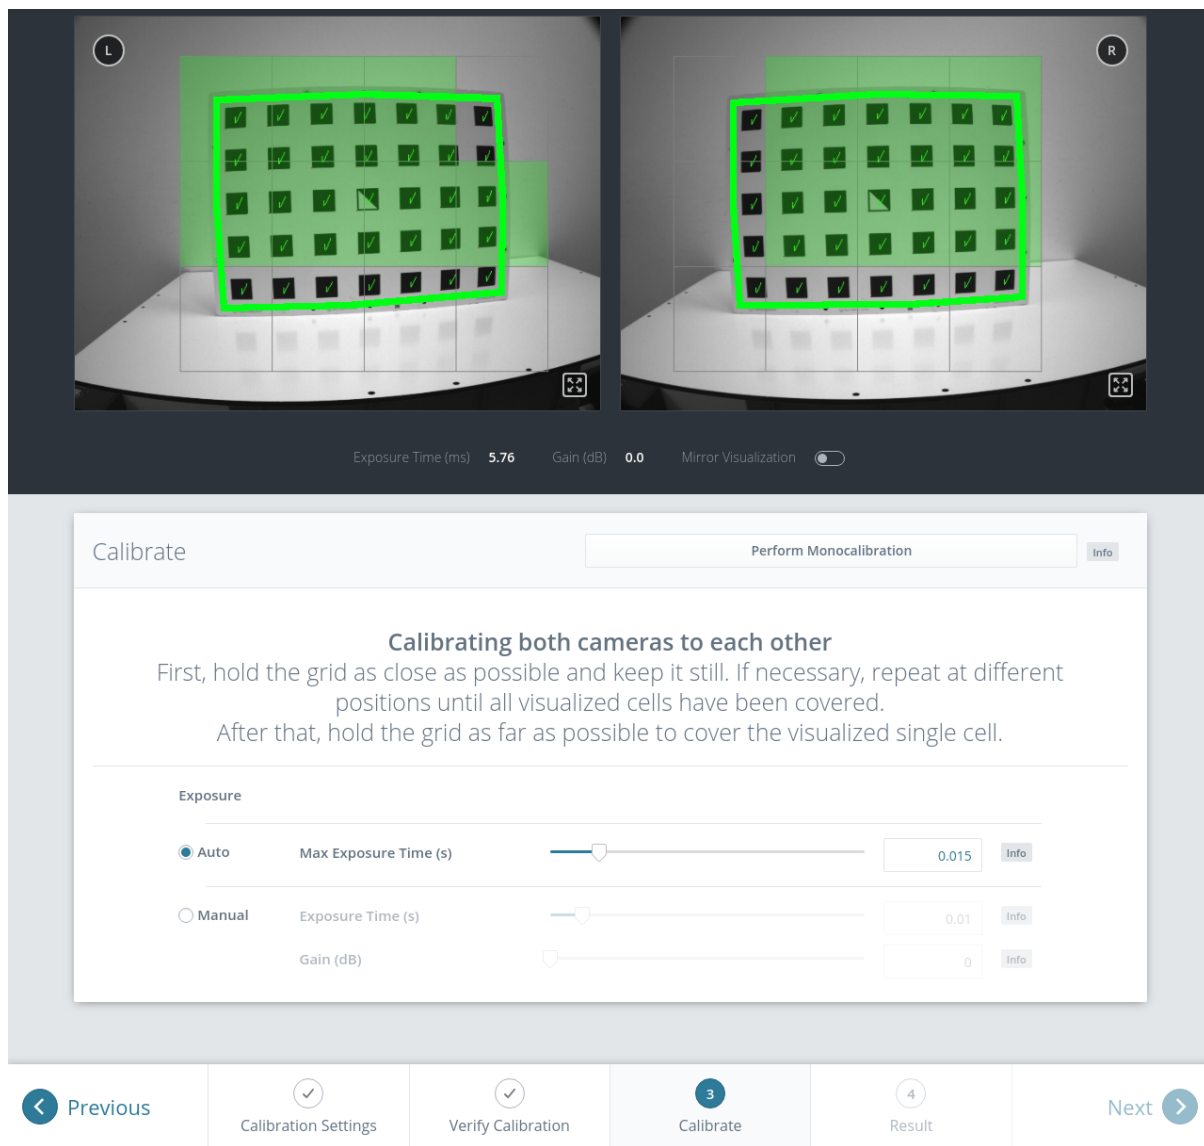 L
R
Exposure Time (ms) 5.76 Gain (dB) 0.0 Mirror Visualization
Calibrate
Perform Monocalibration
Info
Calibrating both cameras to each other
First, hold the grid as close as possible and keep it still. If necessary, repeat at different
positions until all visualized cells have been covered.
After that, hold the grid as far as possible to cover the visualized single cell.
Exposure
Auto Max Exposure Time (s) 0.015 Info
Manual Exposure Time (s) 0.01 Info
Gain (dB) 0 Info
Previous
Calibration Settings
Verify Calibration
3
Calibrate
4
Result
Next